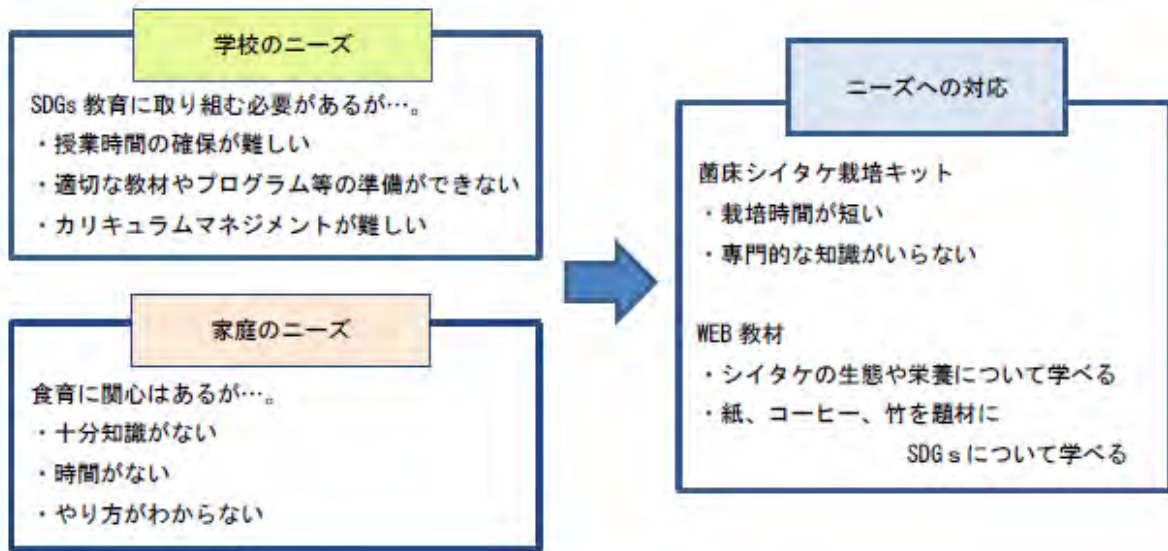 学校のニーズ
SDGs 教育に取り組む必要があるが…。
・授業時間の確保が難しい
・適切な教材やプログラム等の準備ができない
・カリキュラムマネジメントが難しい
家庭のニーズ
食育に関心はあるが…。
・十分知識がない
・時間がない
・やり方がわからない
ニーズへの対応
菌床シイタケ栽培キット
・栽培時間が短い
・専門的な知識がいらない
WEB 教材
・シイタケの生態や栄養について学べる
・紙、コーヒー、竹を題材に
SDGｓについて学べる